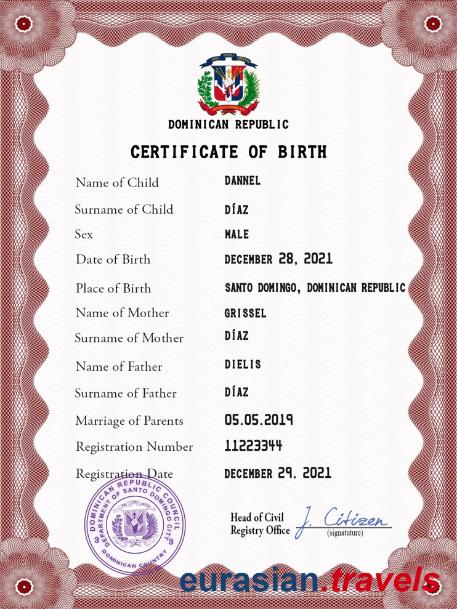 DOMINICAN REPUBLIC
CERTIFICATE OF BIRTH
Name of Child DANNEL
Surname of Child DÍAZ
Sex MALE
Date of Birth DECEMBER 28, 2021
Place of Birth SANTO DOMINGO, DOMINICAN REPUBLIC
Name of Mother GRISSEL
Surname of Mother DÍAZ
Name of Father DIELIS
Surname of Father DÍAZ
Marriage of Parents 05.05.2019
Registration Number 11223344
Registration Date DECEMBER 29, 2021
DOMINICAN REPUBLIC COUNCIL
DEPARTMENT OF SANTO DOMINGO CITY
DOMINICAN COUNTRY
Head of Civil
Registry Office J. Citizen
(signatuture)
eurasian.travels